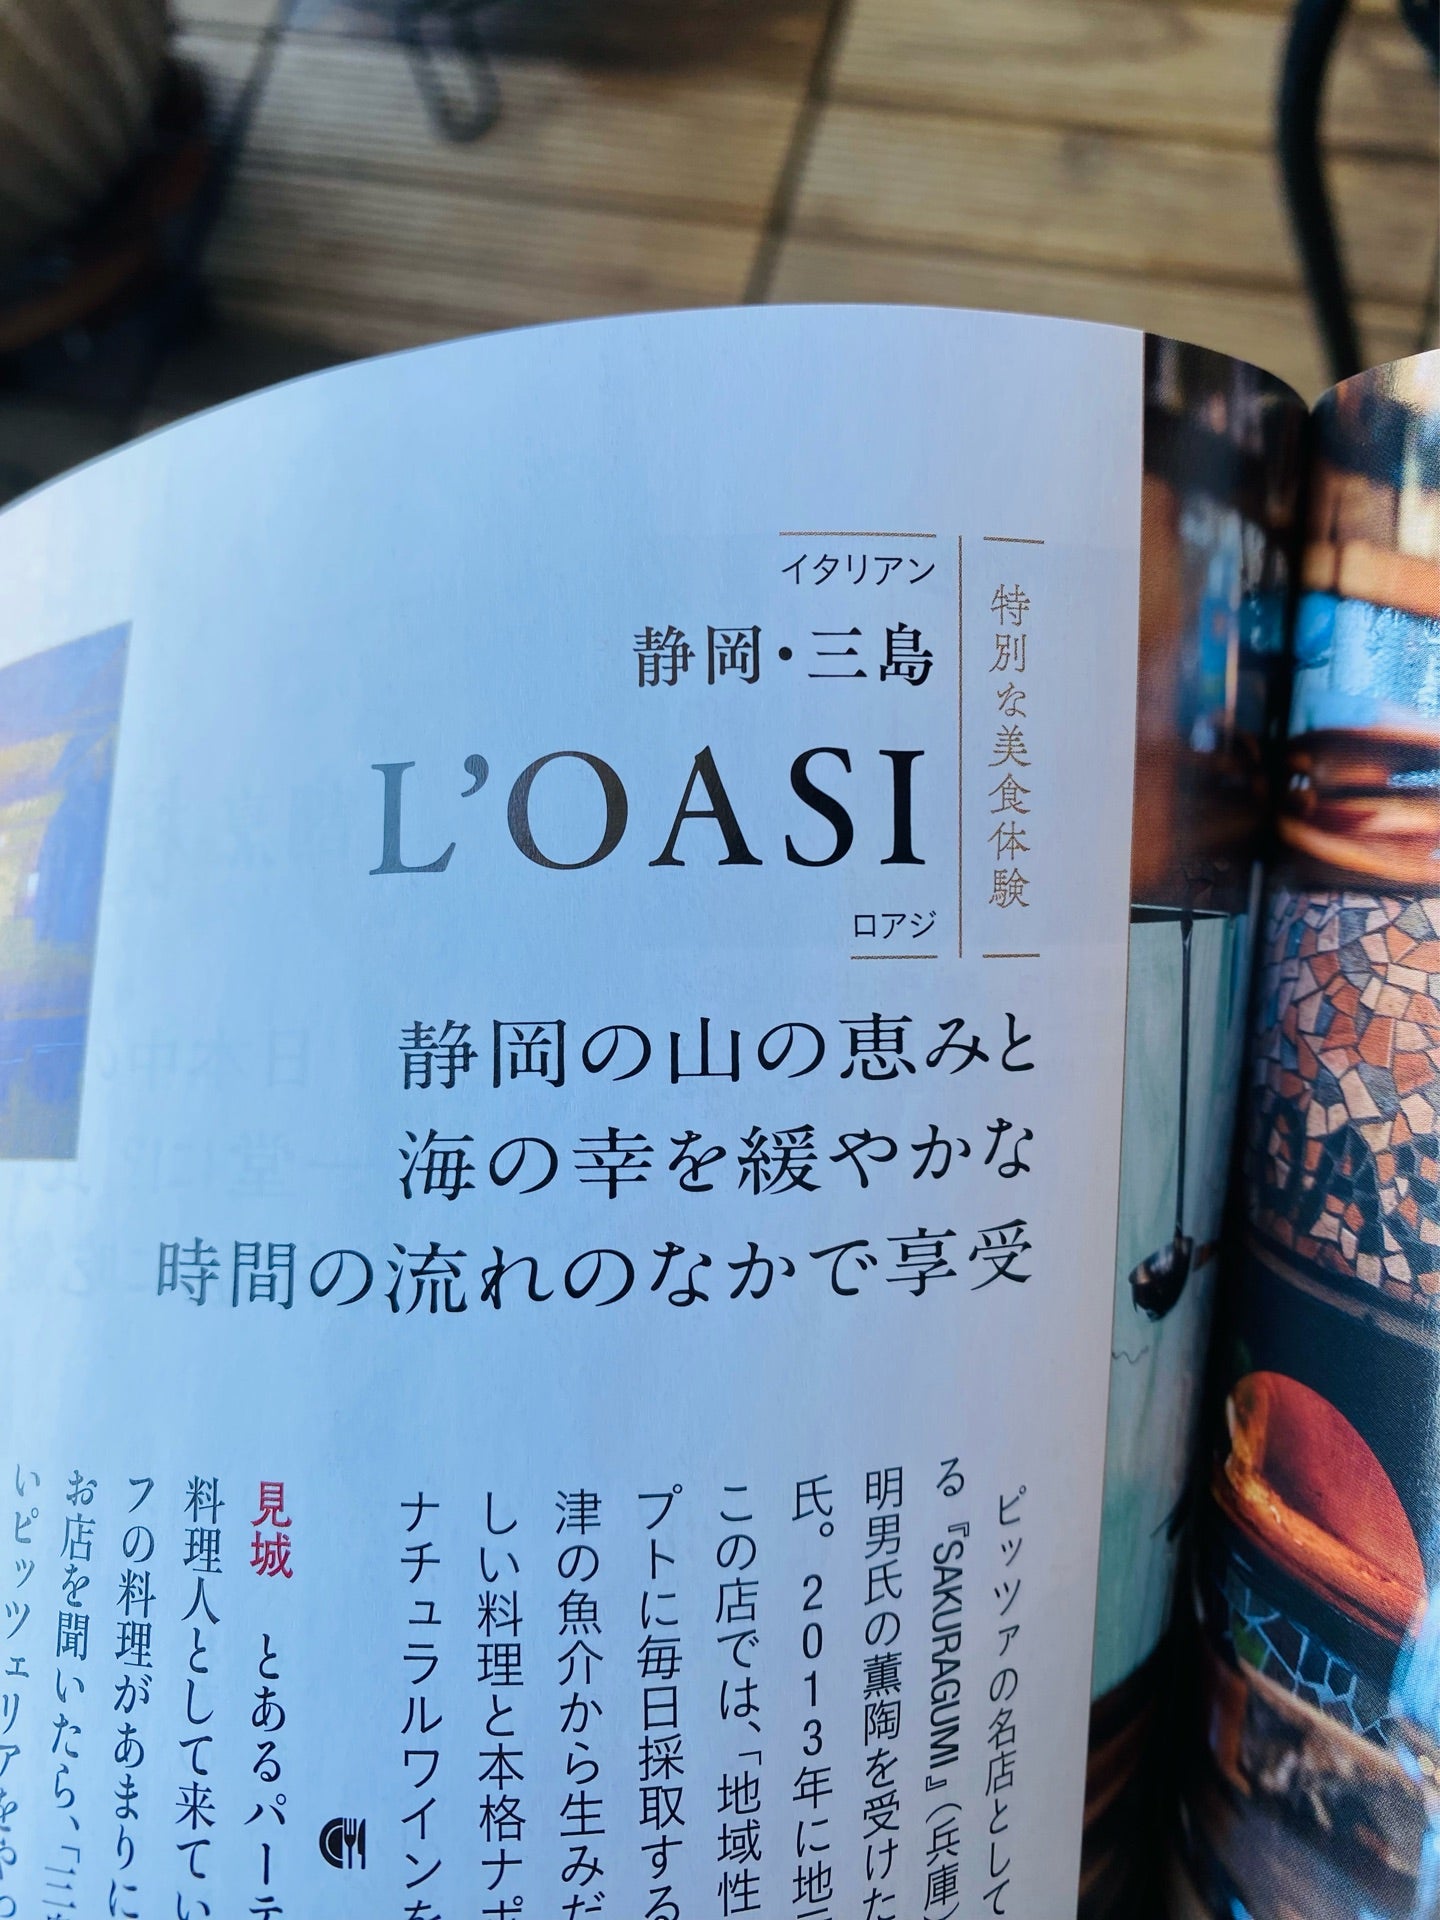 特別な美食体験
イタリアン
静岡・三島
L'OASI
ロアジ
静岡の山の恵みと
海の幸を緩やかな
時間の流れのなかで享受
ピッツァの名店として
る『SAKURAGUMI』（兵庫）
明男氏の薫陶を受けた
氏。2013年に地元
この店では、「地域性
プトに毎日採取する
津の魚介から生みだ
しい料理と本格ナポ
ナチュラルワインを
見城 とあるパーテ
料理人として来てい
フの料理があまりに
お店を聞いたら、「三
いピッツェリアをやっ